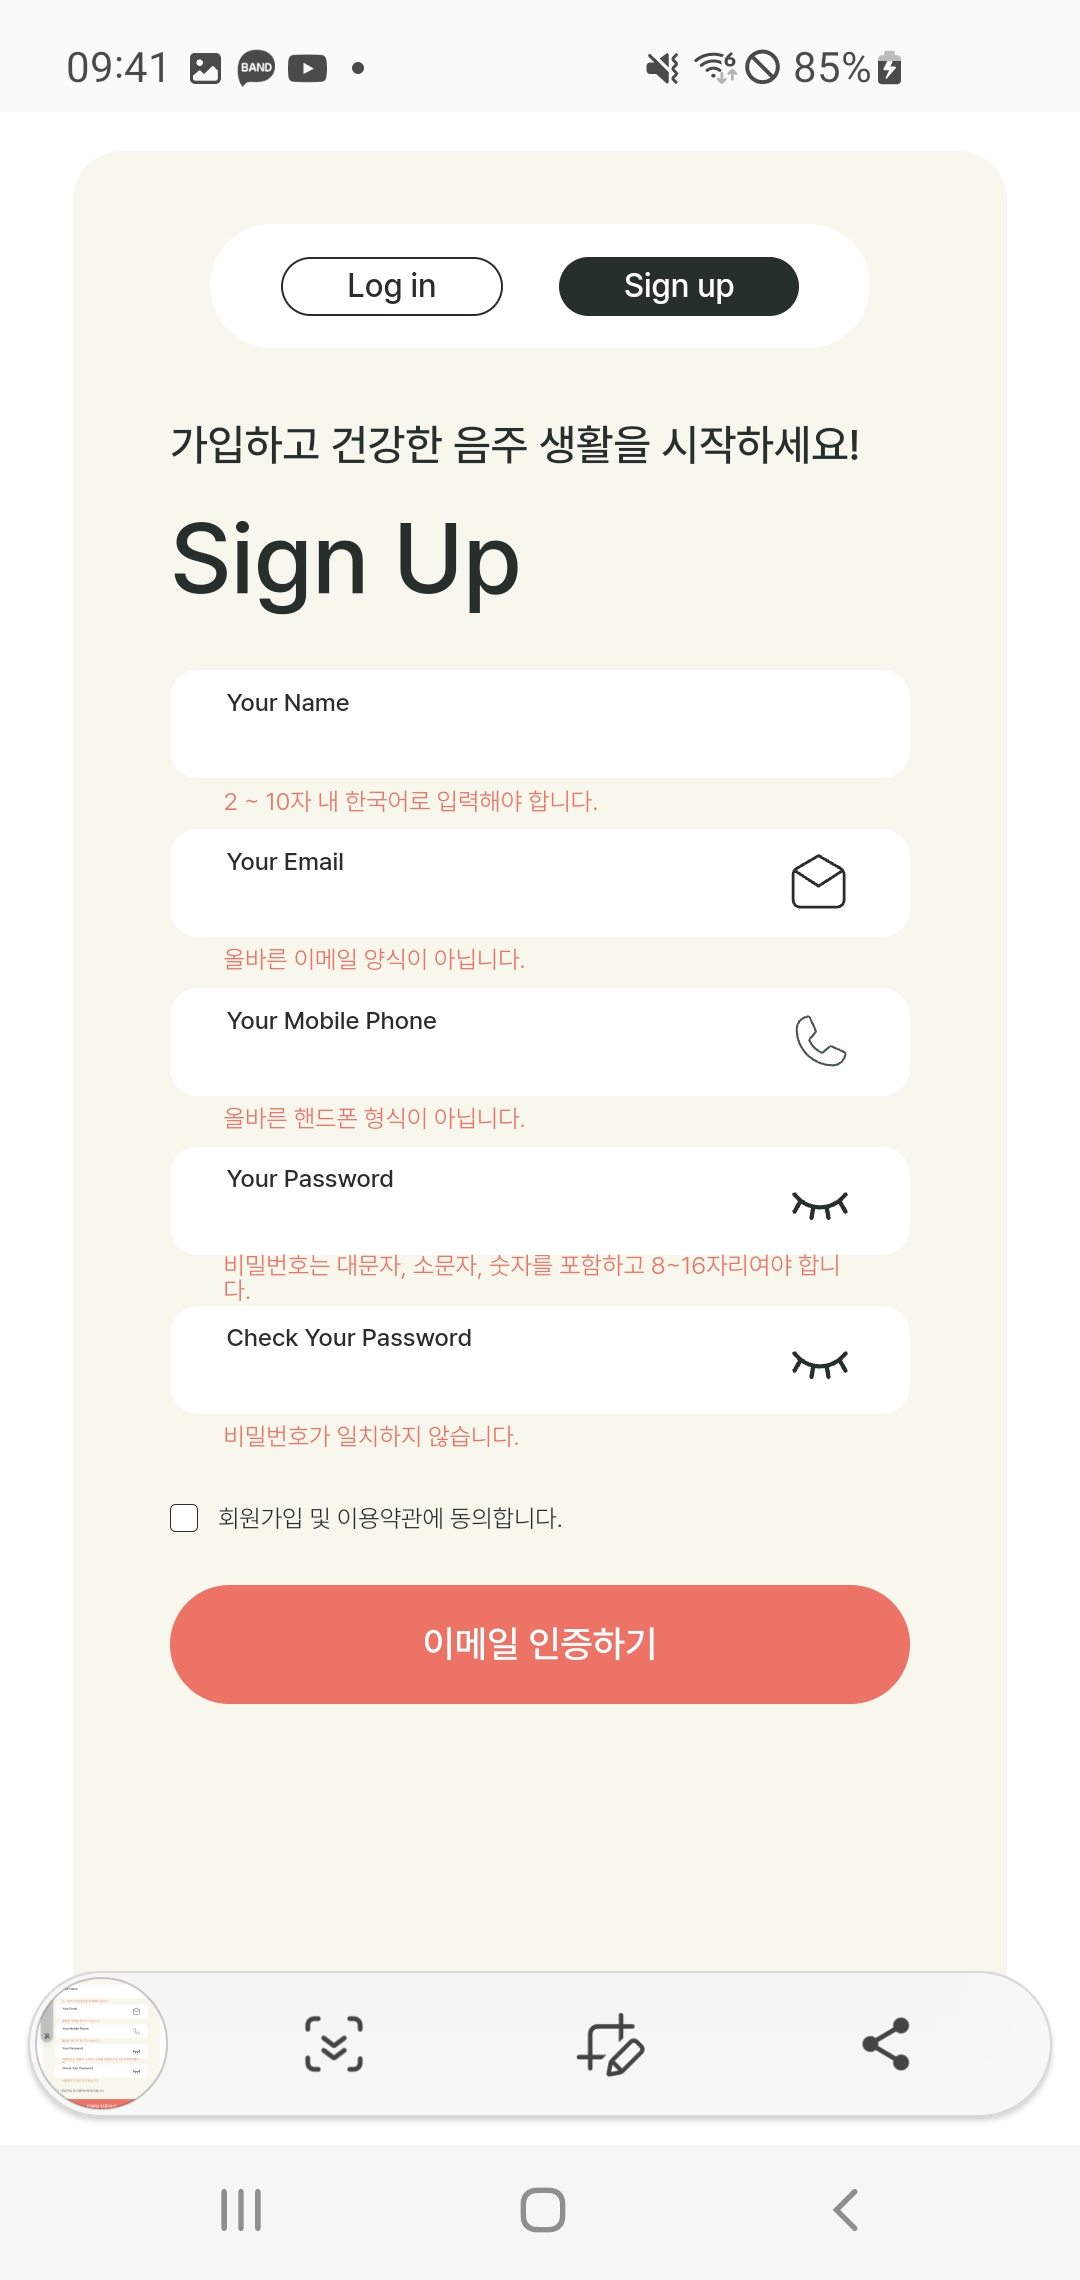 09:41 BAND 6 85%
Log in Sign up
가입하고 건강한 음주 생활을 시작하세요!
Sign Up
Your Name
2 ~ 10자 내 한국어로 입력해야 합니다.
Your Email
올바른 이메일 양식이 아닙니다.
Your Mobile Phone
올바른 핸드폰 형식이 아닙니다.
Your Password
비밀번호는 대문자, 소문자, 숫자를 포함하고 8~16자리여야 합니
다.
Check Your Password
비밀번호가 일치하지 않습니다.
회원가입 및 이용약관에 동의합니다.
이메일 인증하기